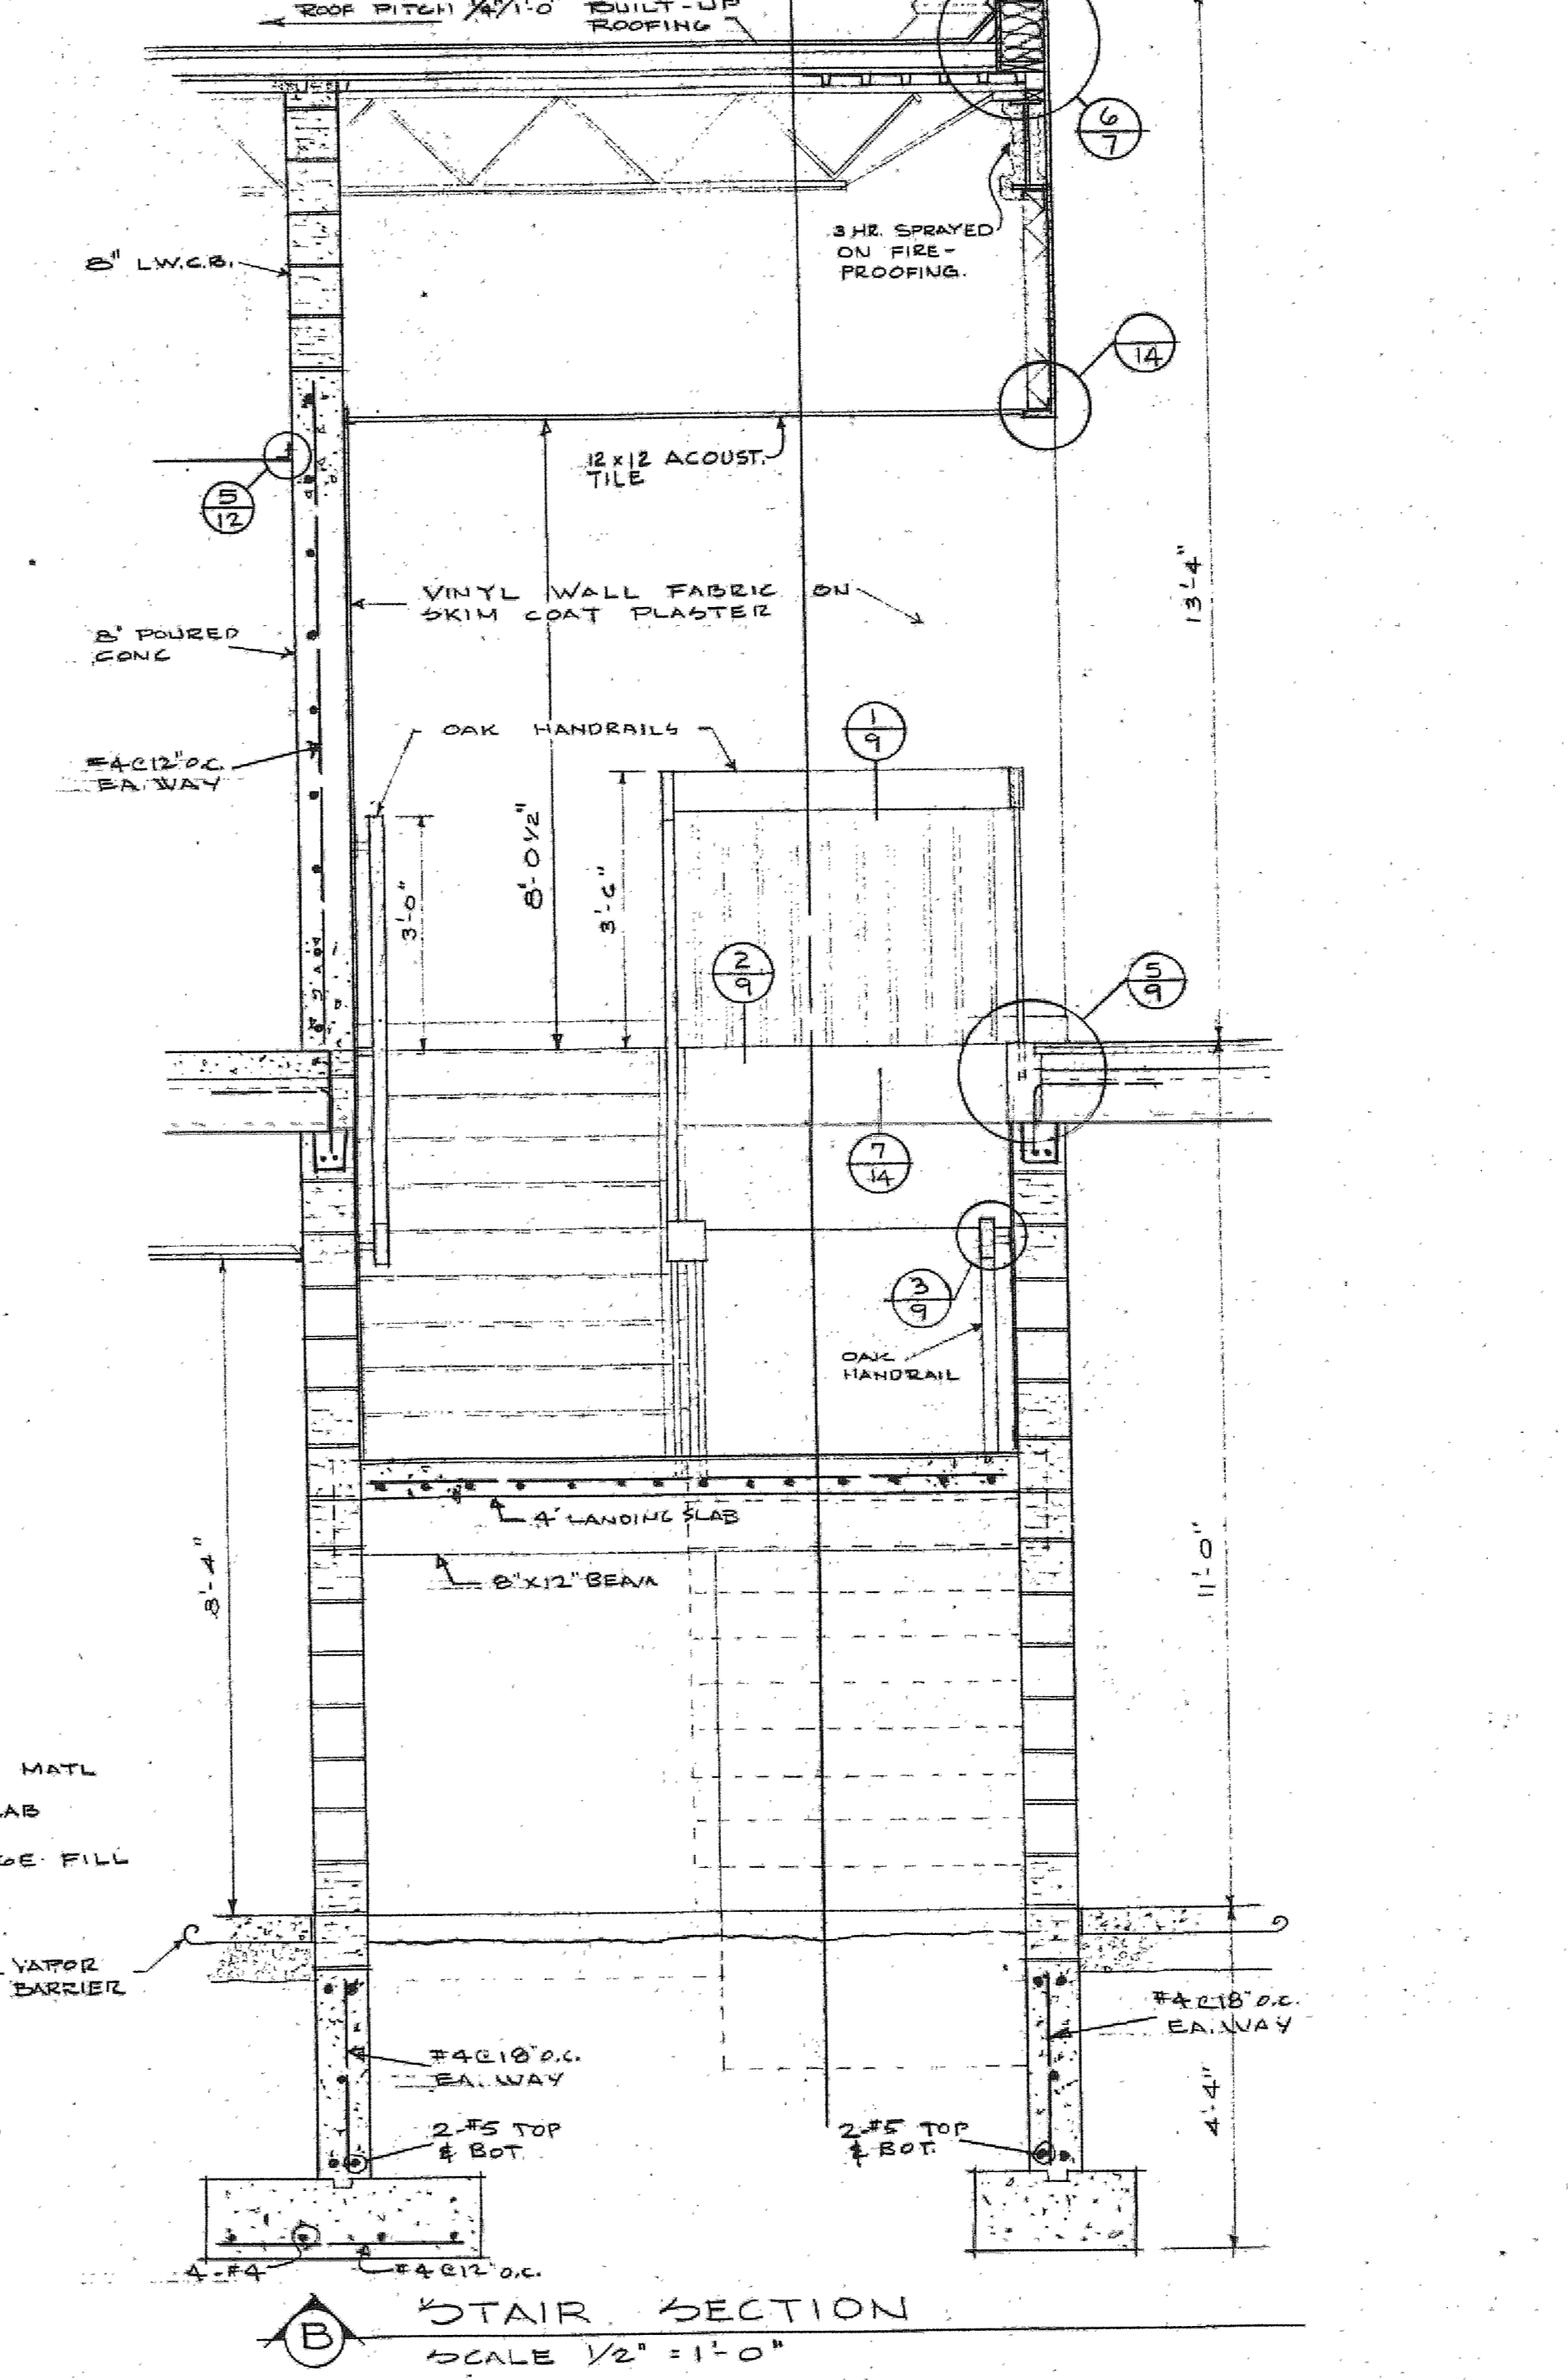 ROOF PITCH 1/4"/1'-0" BUILT-UP
ROOFING
6
7
3 HR. SPRAYED
ON FIRE-
PROOFING.
8" L.W.C.B.
14
12 x 12 ACOUST.
TILE
5
12
13'-4"
VINYL WALL FABRIC ON
SKIM COAT PLASTER
8" POURED
CONC
OAK HANDRAILS
1
9
#4@12"O.C.
EA. WAY
3'-0"
8'-0 1/2"
3'-6"
2
9
5
9
7
14
3
9
OAK
HANDRAIL
4" LANDING SLAB
8"X12" BEAM
8'-4"
11'-0"
MATL
FILL
VAPOR
BARRIER
#4@18"O.C.
EA. WAY
#4@18"O.C.
EA. WAY
2-#5 TOP
& BOT.
2-#5 TOP
& BOT.
4'-4"
4-#4
#4@12"O.C.
B
STAIR SECTION
SCALE 1/2" = 1'-0"